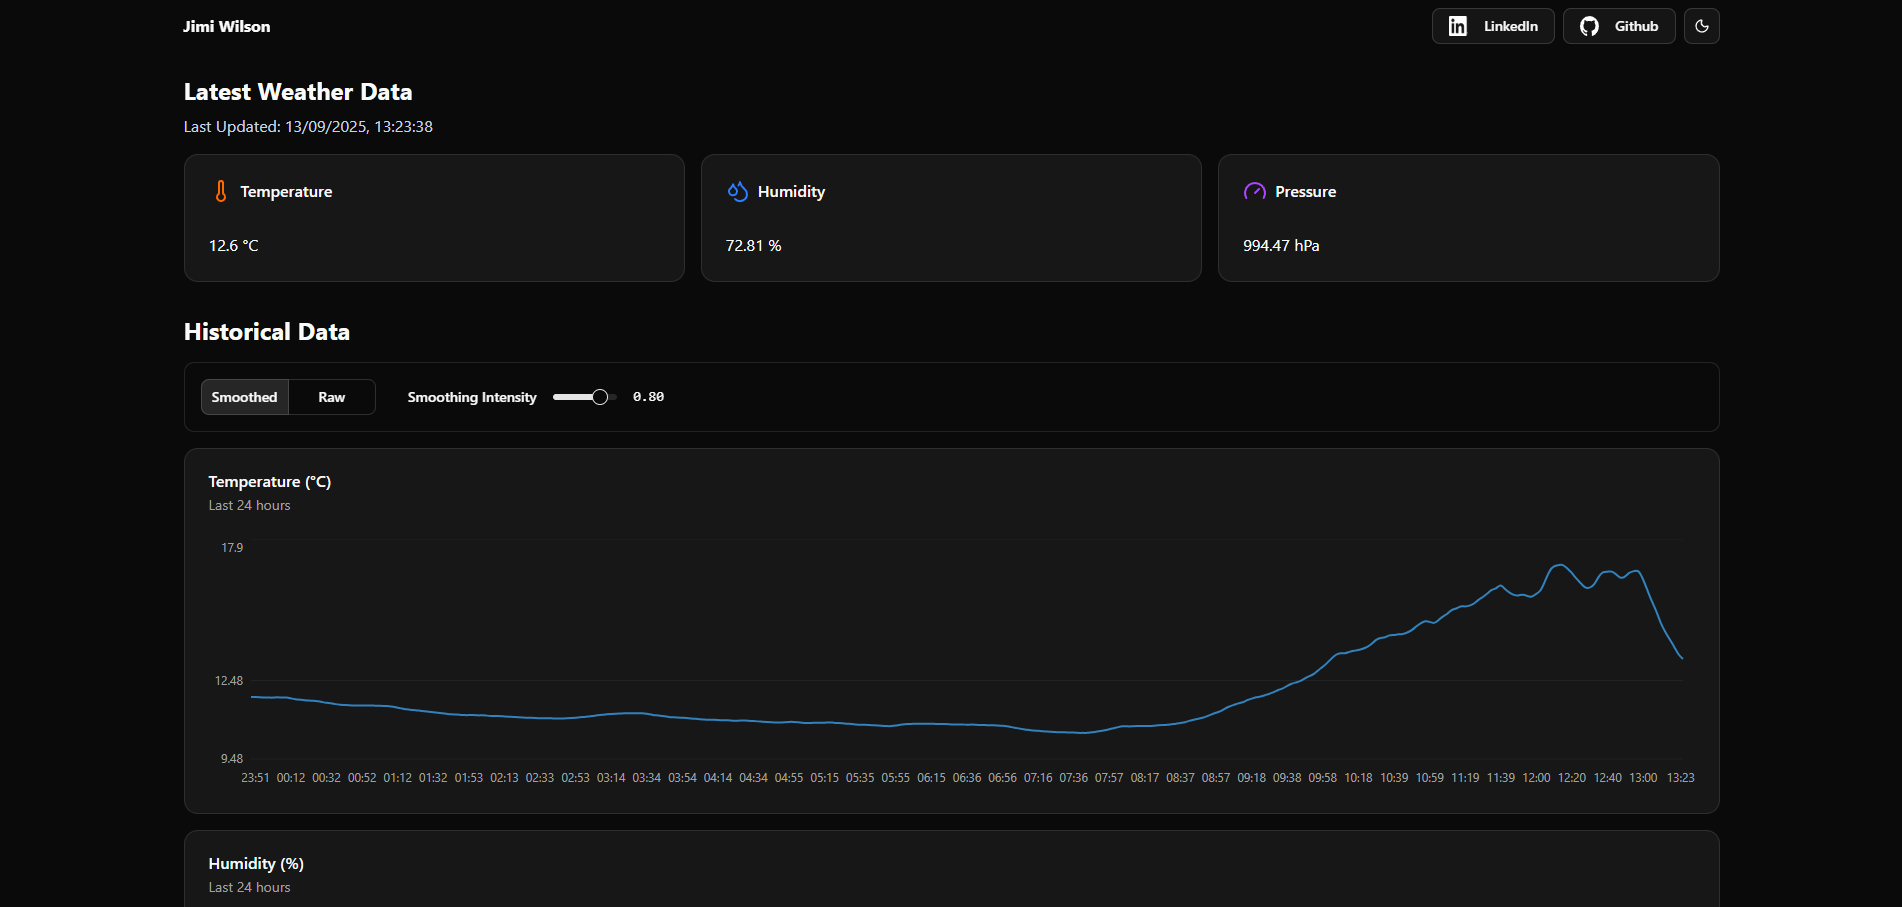 Jimi Wilson
LinkedIn
Github
Latest Weather Data
Last Updated: 13/09/2025, 13:23:38
Temperature
12.6 °C
Humidity
72.81 %
Pressure
994.47 hPa
Historical Data
Smoothed
Raw
Smoothing Intensity
0.80
Temperature (°C)
Last 24 hours
17.9
12.48
9.48
23:51 00:12 00:32 00:52 01:12 01:32 01:53 02:13 02:33 02:53 03:14 03:34 03:54 04:14 04:34 04:55 05:15 05:35 05:55 06:15 06:36 06:56 07:16 07:36 07:57 08:17 08:37 08:57 09:18 09:38 09:58 10:18 10:39 10:59 11:19 11:39 12:00 12:20 12:40 13:00 13:23
Humidity (%)
Last 24 hours